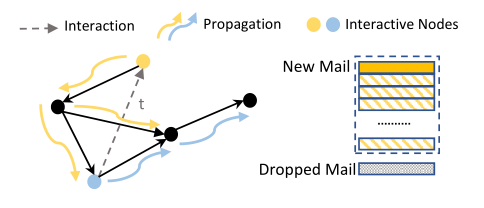 Interaction
Propagation
Interactive Nodes
t
New Mail
..........
Dropped Mail